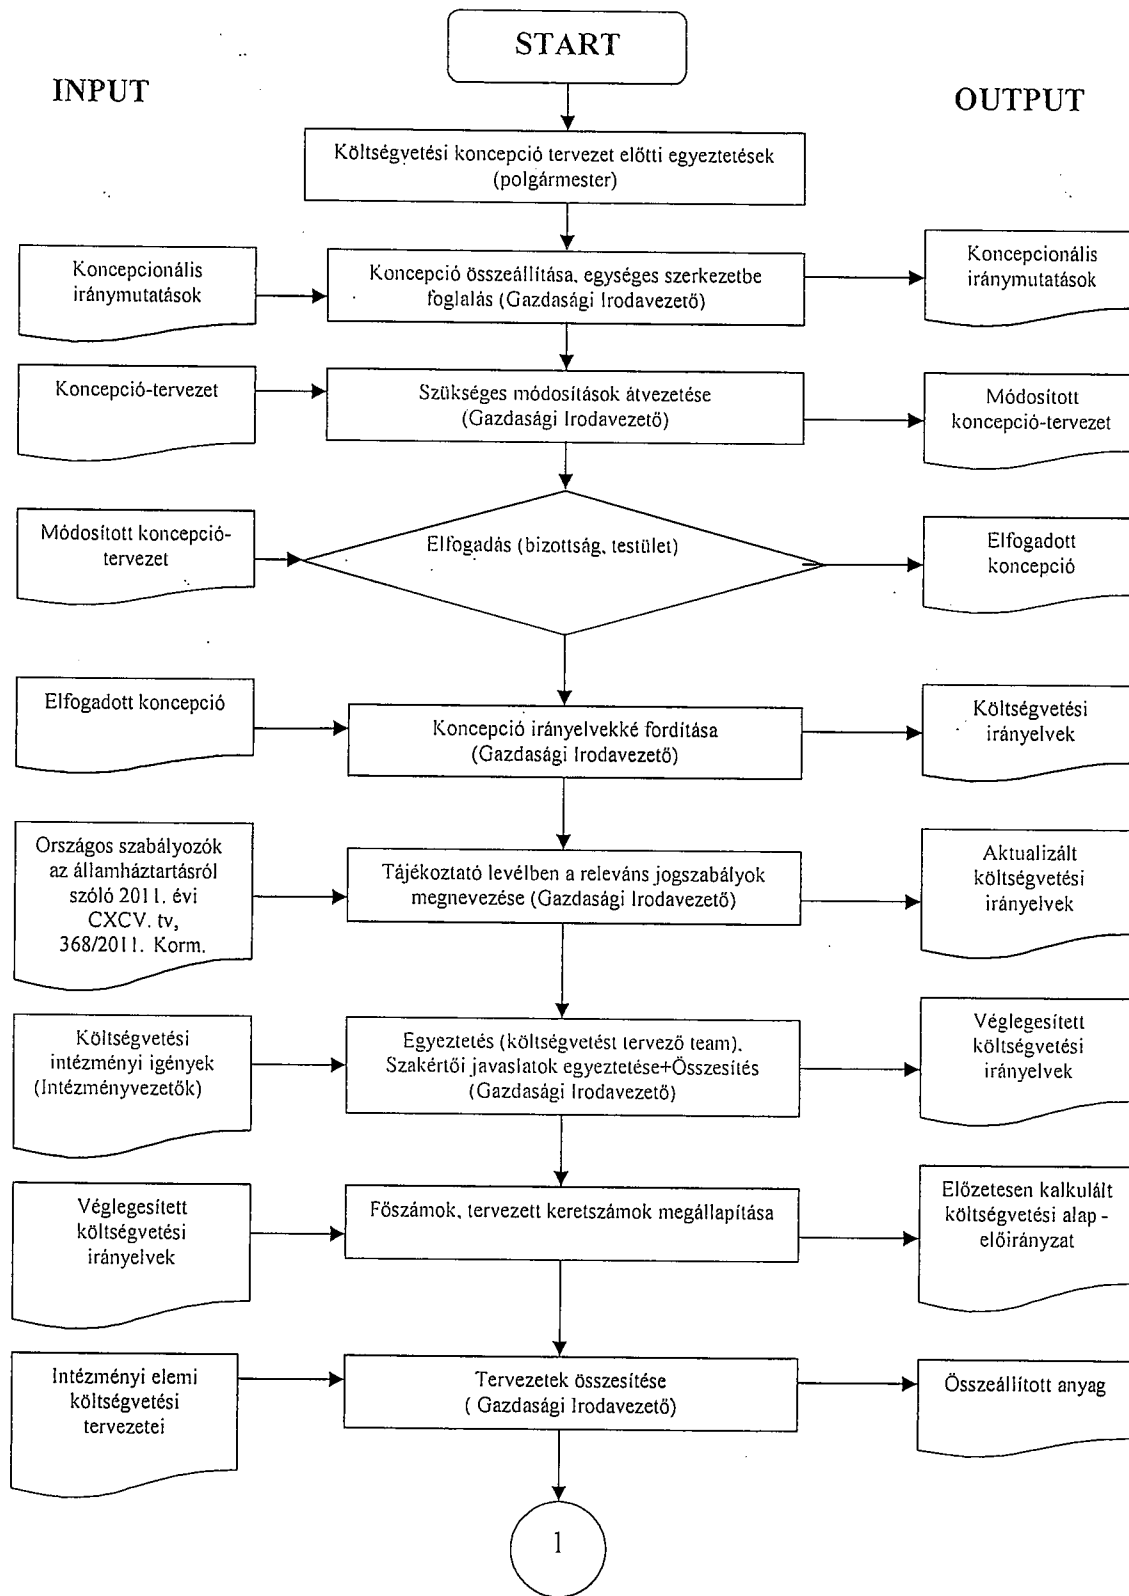 START
INPUT
OUTPUT
Költségvetési koncepció tervezet előtti egyeztetések
(polgármester)
Koncepcionális
iránymutatások
Koncepció összeállítása, egységes szerkezetbe
foglalás (Gazdasági Irodavezető)
Koncepcionális
iránymutatások
Koncepció-tervezet
Szükséges módosítások átvezetése
(Gazdasági Irodavezető)
Módosított
koncepció-tervezet
Módosított koncepció-
tervezet
Elfogadás (bizottság, testület)
Elfogadott
koncepció
Elfogadott koncepció
Koncepció irányelvekké fordítása
(Gazdasági Irodavezető)
Költségvetési
irányelvek
Országos szabályozók
az államháztartásról
szóló 2011. évi
CXCV. tv,
368/2011. Korm.
Tájékoztató levélben a releváns jogszabályok
megnevezése (Gazdasági Irodavezető)
Aktualizált
költségvetési
irányelvek
Költségvetési
intézményi igények
(Intézményvezetők)
Egyeztetés (költségvetést tervező team),
Szakértői javaslatok egyeztetése+Összesítés
(Gazdasági Irodavezető)
Véglegesített
költségvetési
irányelvek
Véglegesített
költségvetési
irányelvek
Főszámok, tervezett keretszámok megállapítása
Előzetesen kalkulált
költségvetési alap -
előirányzat
Intézményi elemi
költségvetési
tervezetei
Tervezetek összesítése
( Gazdasági Irodavezető)
Összeállított anyag
1